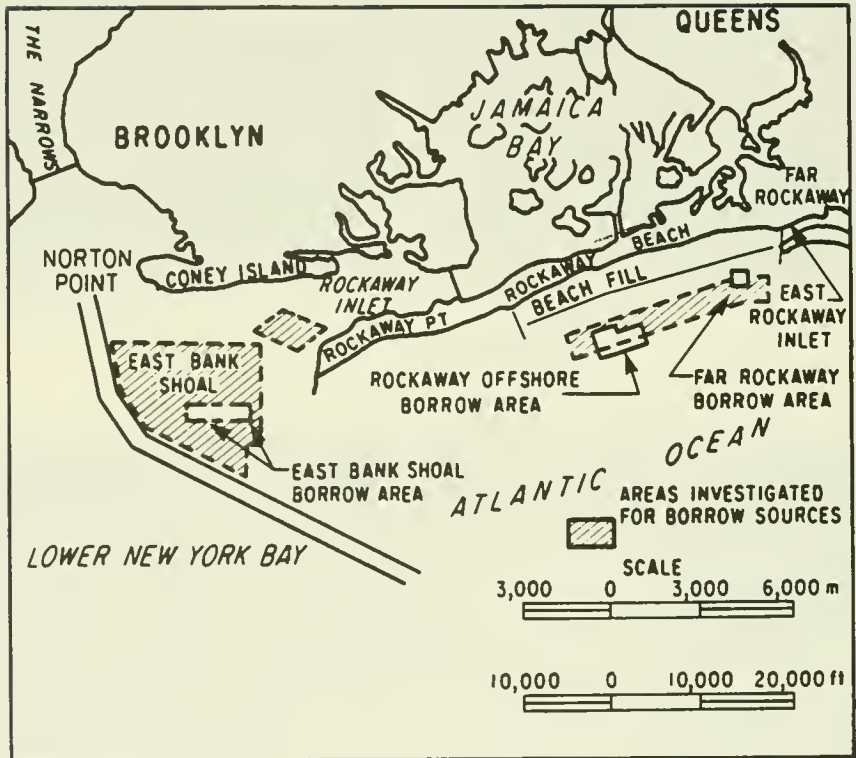 QUEENS
THE NARROWS
BROOKLYN
JAMAICA
BAY
FAR
ROCKAWAY
NORTON
POINT
CONEY ISLAND
ROCKAWAY
INLET
ROCKAWAY PT
ROCKAWAY BEACH
BEACH FILL
EAST
ROCKAWAY
INLET
EAST BANK
SHOAL
ROCKAWAY OFFSHORE
BORROW AREA
FAR ROCKAWAY
BORROW AREA
EAST BANK SHOAL
BORROW AREA
ATLANTIC OCEAN
LOWER NEW YORK BAY
AREAS INVESTIGATED
FOR BORROW SOURCES
SCALE
3,000 0 3,000 6,000 m
10,000 0 10,000 20,000 ft